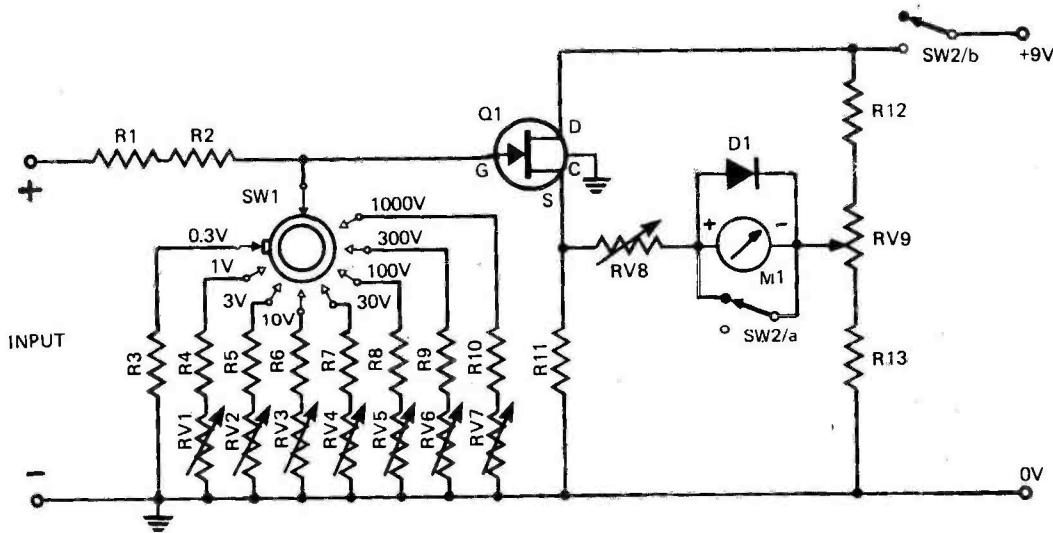 SW2/b
+9V
Q1
D
R12
R1
R2
G
C
D1
+
SW1
1000V
S
+
-
0.3V
300V
RV9
1V
100V
RV8
M1
3V
30V
10V
SW2/a
INPUT
R3
R4
R5
R6
R7
R8
R9
R10
R11
R13
RV1
RV2
RV3
RV4
RV5
RV6
RV7
-
0V